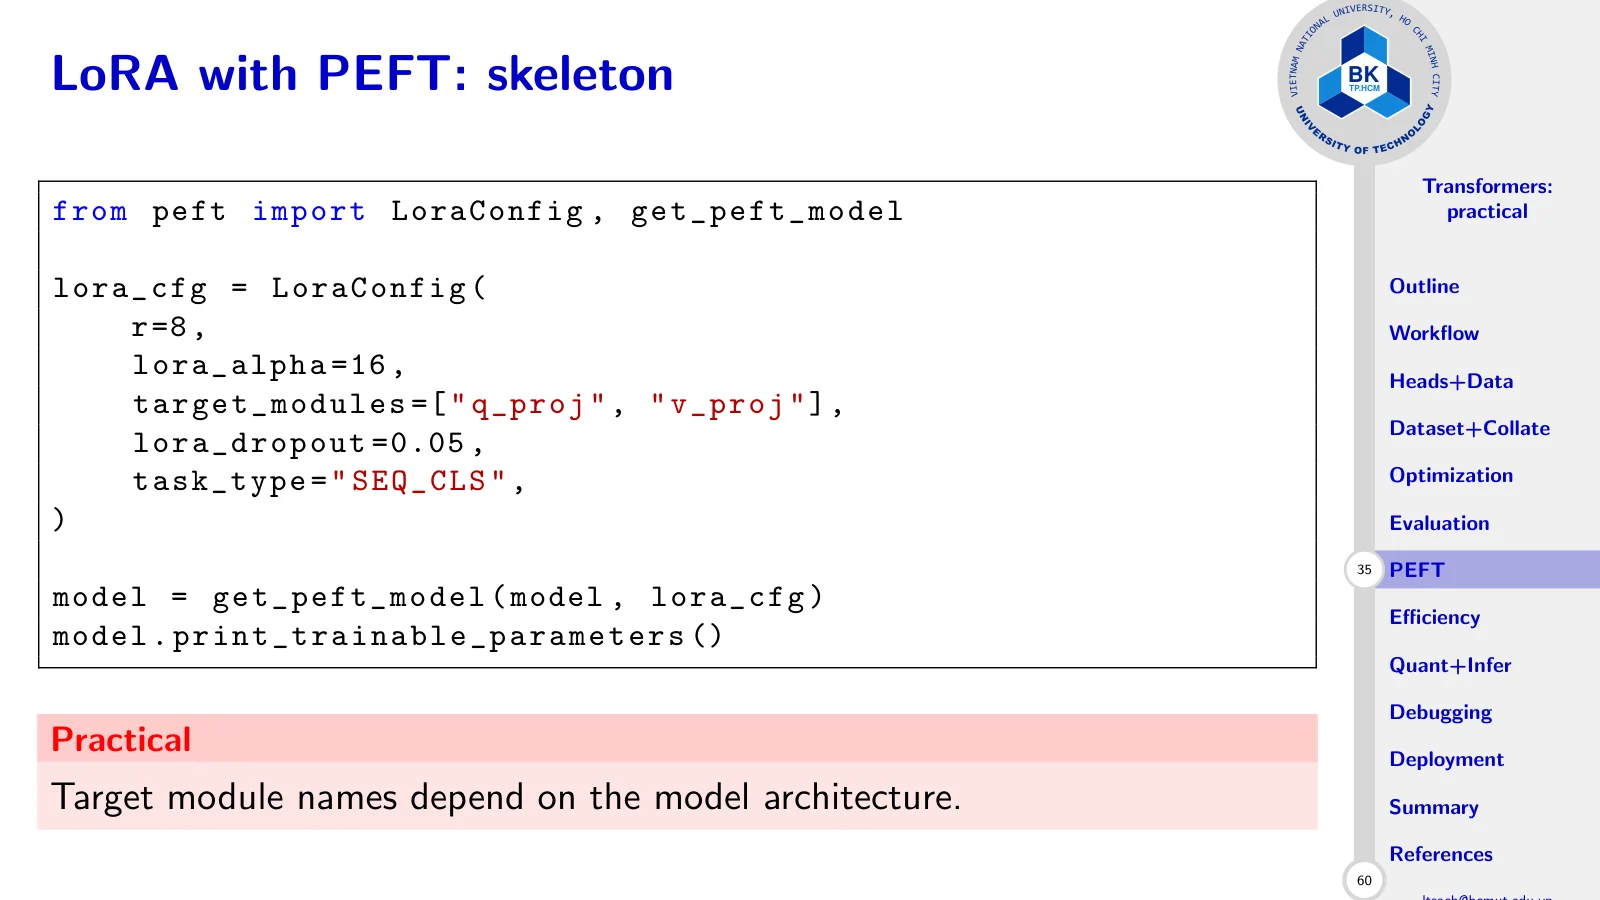 LoRA with PEFT: skeleton
from peft import LoraConfig, get_peft_model
lora_cfg = LoraConfig(
    r=8,
    lora_alpha=16,
    target_modules=["q_proj", "v_proj"],
    lora_dropout=0.05,
    task_type="SEQ_CLS",
)
model = get_peft_model(model, lora_cfg)
model.print_trainable_parameters()
Practical
Target module names depend on the model architecture.
VIETNAM NATIONAL UNIVERSITY, HO CHI MINH CITY
BK
TP.HCM
UNIVERSITY OF TECHNOLOGY
Transformers:
practical
Outline
Workflow
Heads+Data
Dataset+Collate
Optimization
Evaluation
35 PEFT
Efficiency
Quant+Infer
Debugging
Deployment
Summary
References
60